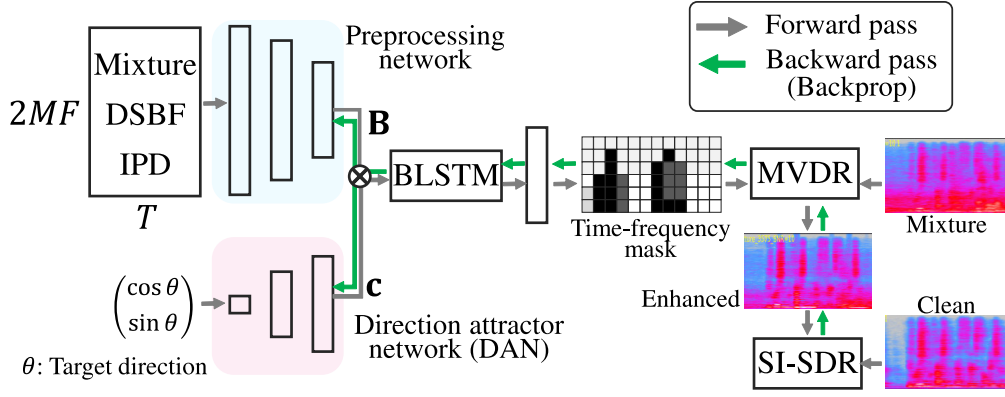 Forward pass
Backward pass
(Backprop)
Preprocessing
network
Mixture
DSBF
IPD
2MF
T
B
BLSTM
Time-frequency
mask
MVDR
Mixture
Enhanced
Clean
SI-SDR
c
Direction attractor
network (DAN)
cos θ
sin θ
θ: Target direction